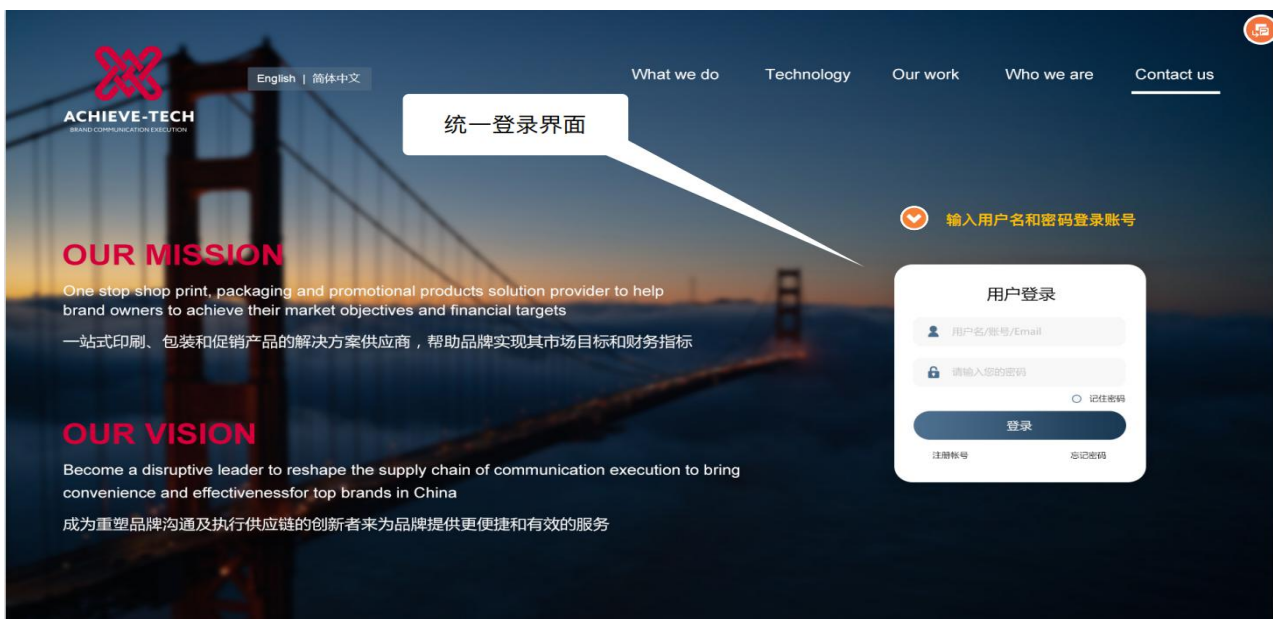 ACHIEVE-TECH
BRAND COMMUNICATION EXECUTION
English | 简体中文
What we do
Technology
Our work
Who we are
Contact us
统一登录界面
输入用户名和密码登录账号
OUR MISSION
One stop shop print, packaging and promotional products solution provider to help
brand owners to achieve their market objectives and financial targets
一站式印刷、包装和促销产品的解决方案供应商，帮助品牌实现其市场目标和财务指标
OUR VISION
Become a disruptive leader to reshape the supply chain of communication execution to bring
convenience and effectivenessfor top brands in China
成为重塑品牌沟通及执行供应链的创新者来为品牌提供更便捷和有效的服务
用户登录
用户名/账号/Email
请输入您的密码
记住密码
登录
注册帐号
忘记密码